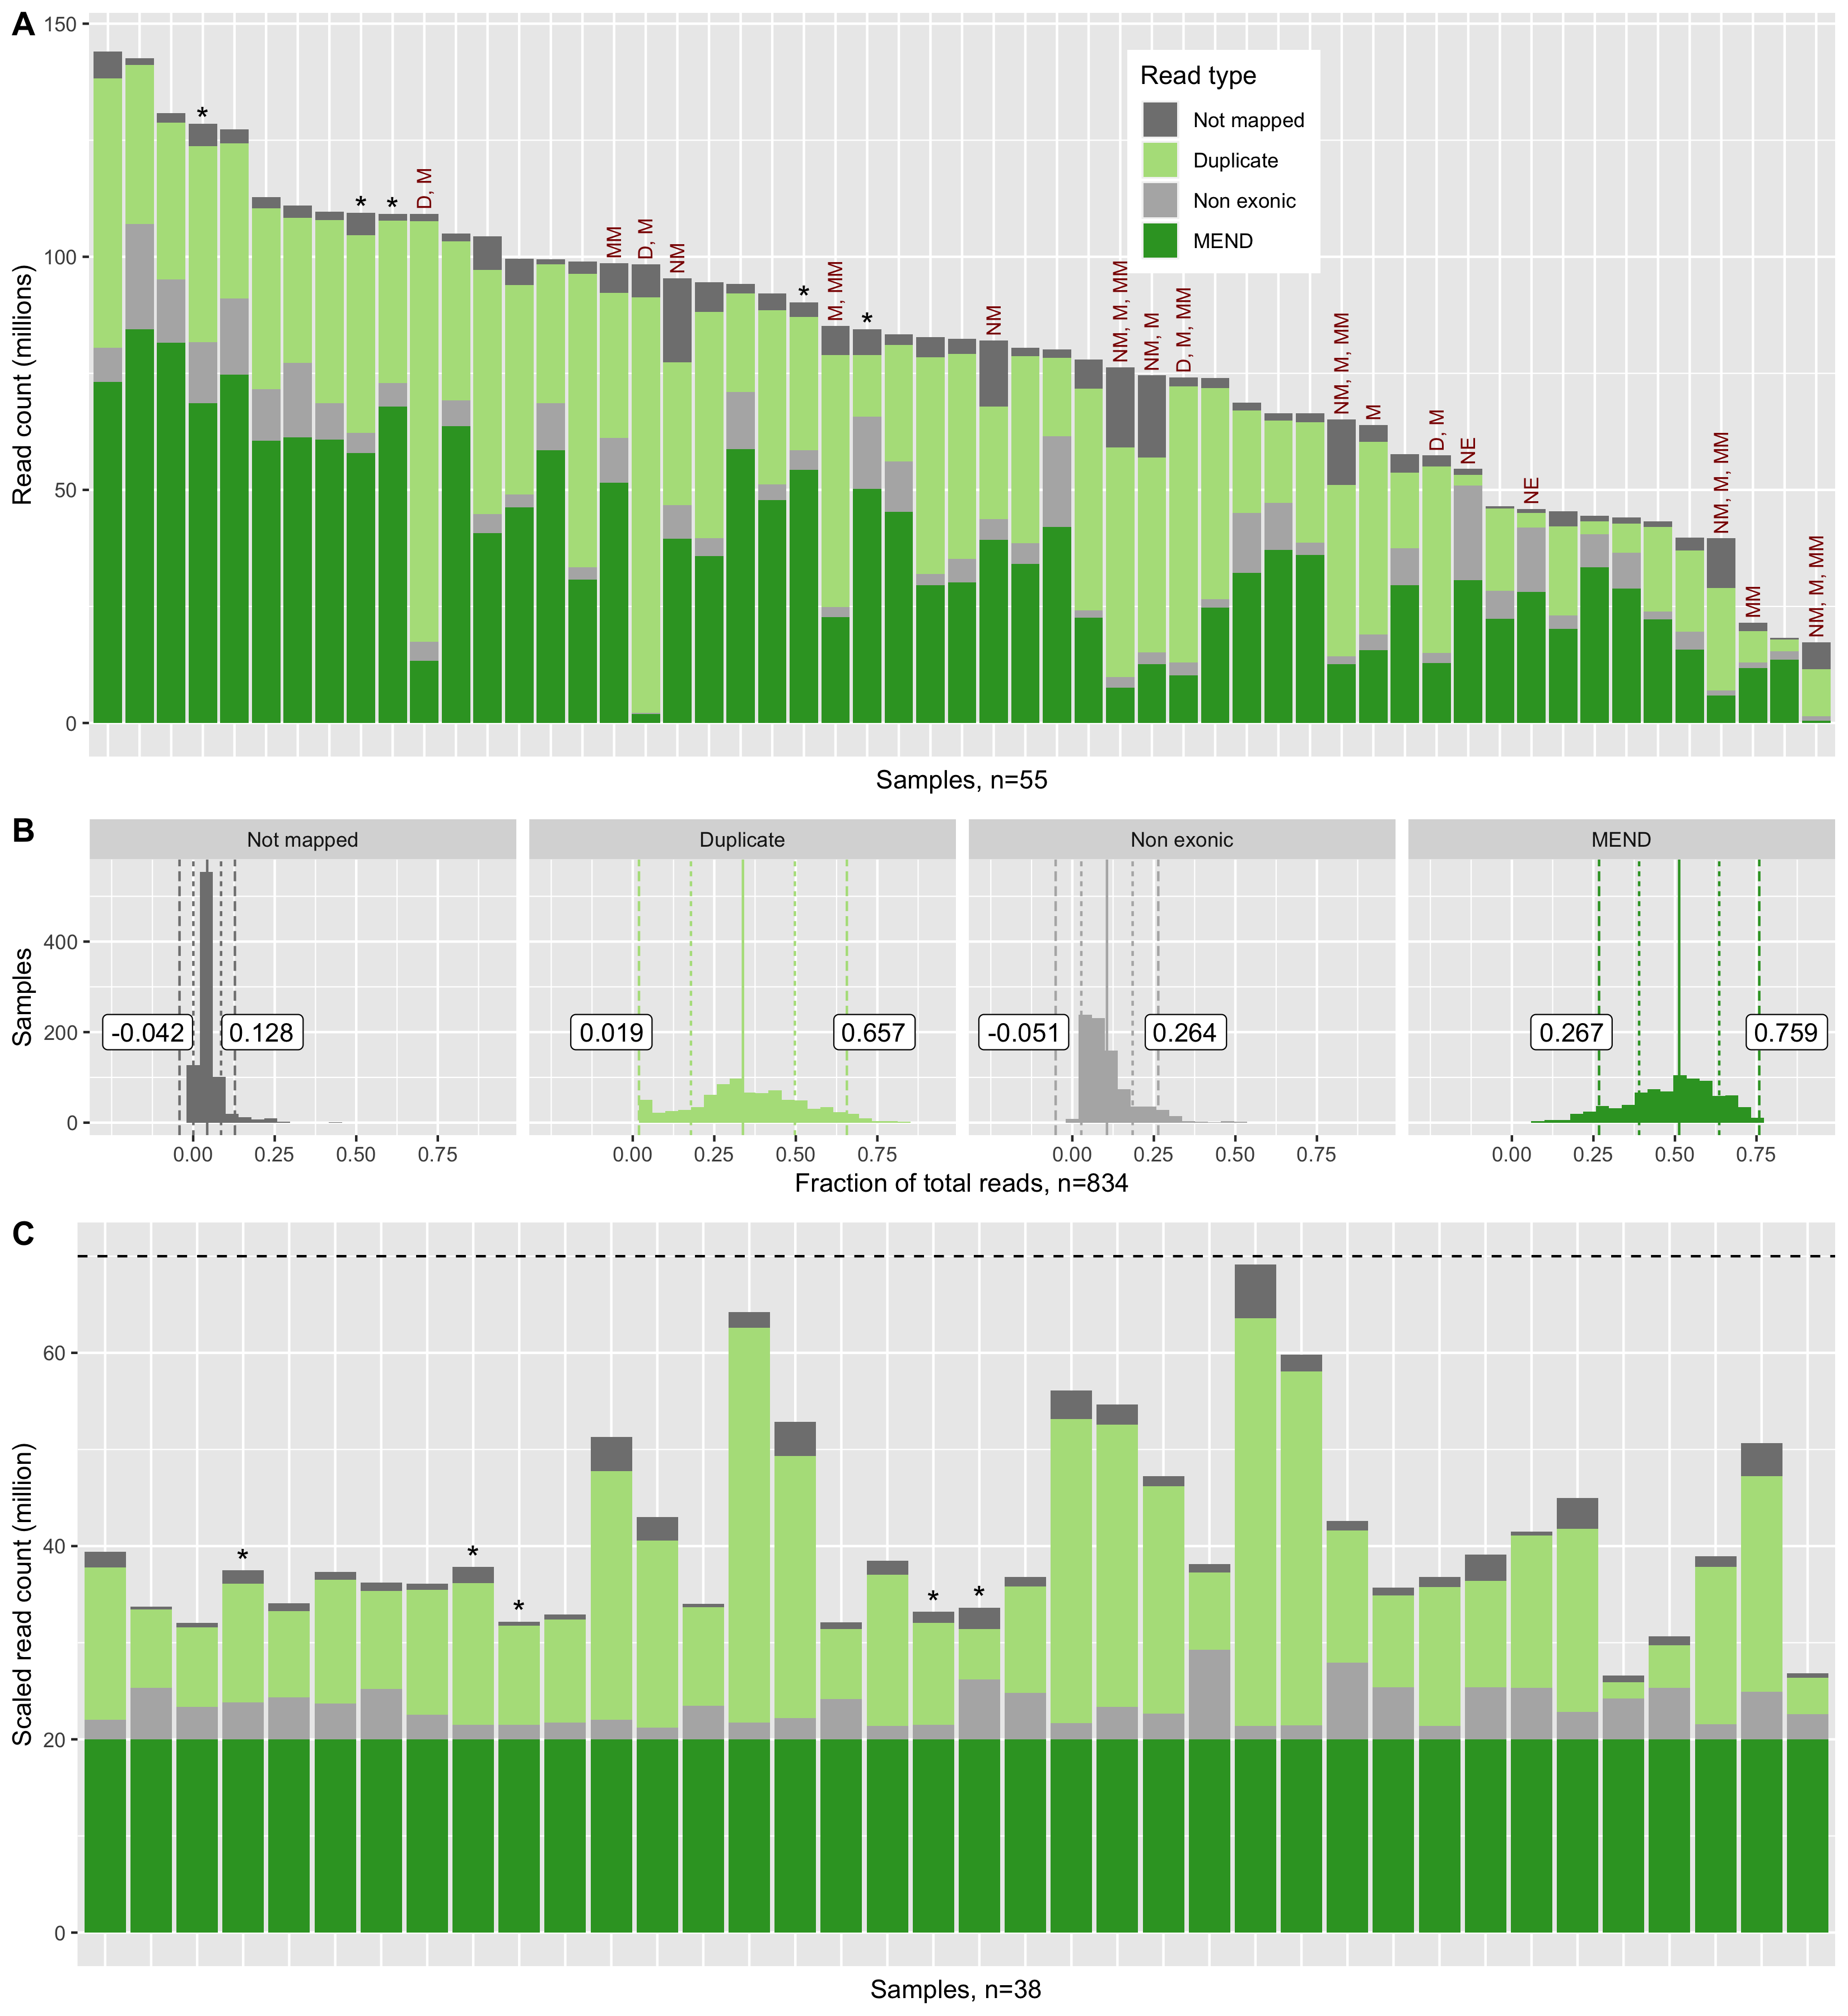 A
150
100
50
0
Read count (millions)
*
*
*
D, M
MM
D, M
NM
*
M, MM
*
NM
NM, M, MM
NM, M
D, M, MM
NM, M, MM
M
D, M
NE
NE
NM, M, MM
MM
NM, M, MM
Read type
Not mapped
Duplicate
Non exonic
MEND
Samples, n=55
B
Not mapped
Duplicate
Non exonic
MEND
Samples
400
200
0
-0.042
0.128
0.019
0.657
-0.051
0.264
0.267
0.759
0.00 0.25 0.50 0.75
0.00 0.25 0.50 0.75
0.00 0.25 0.50 0.75
0.00 0.25 0.50 0.75
Fraction of total reads, n=834
C
Scaled read count (million)
60
40
20
0
*
*
*
*
*
Samples, n=38